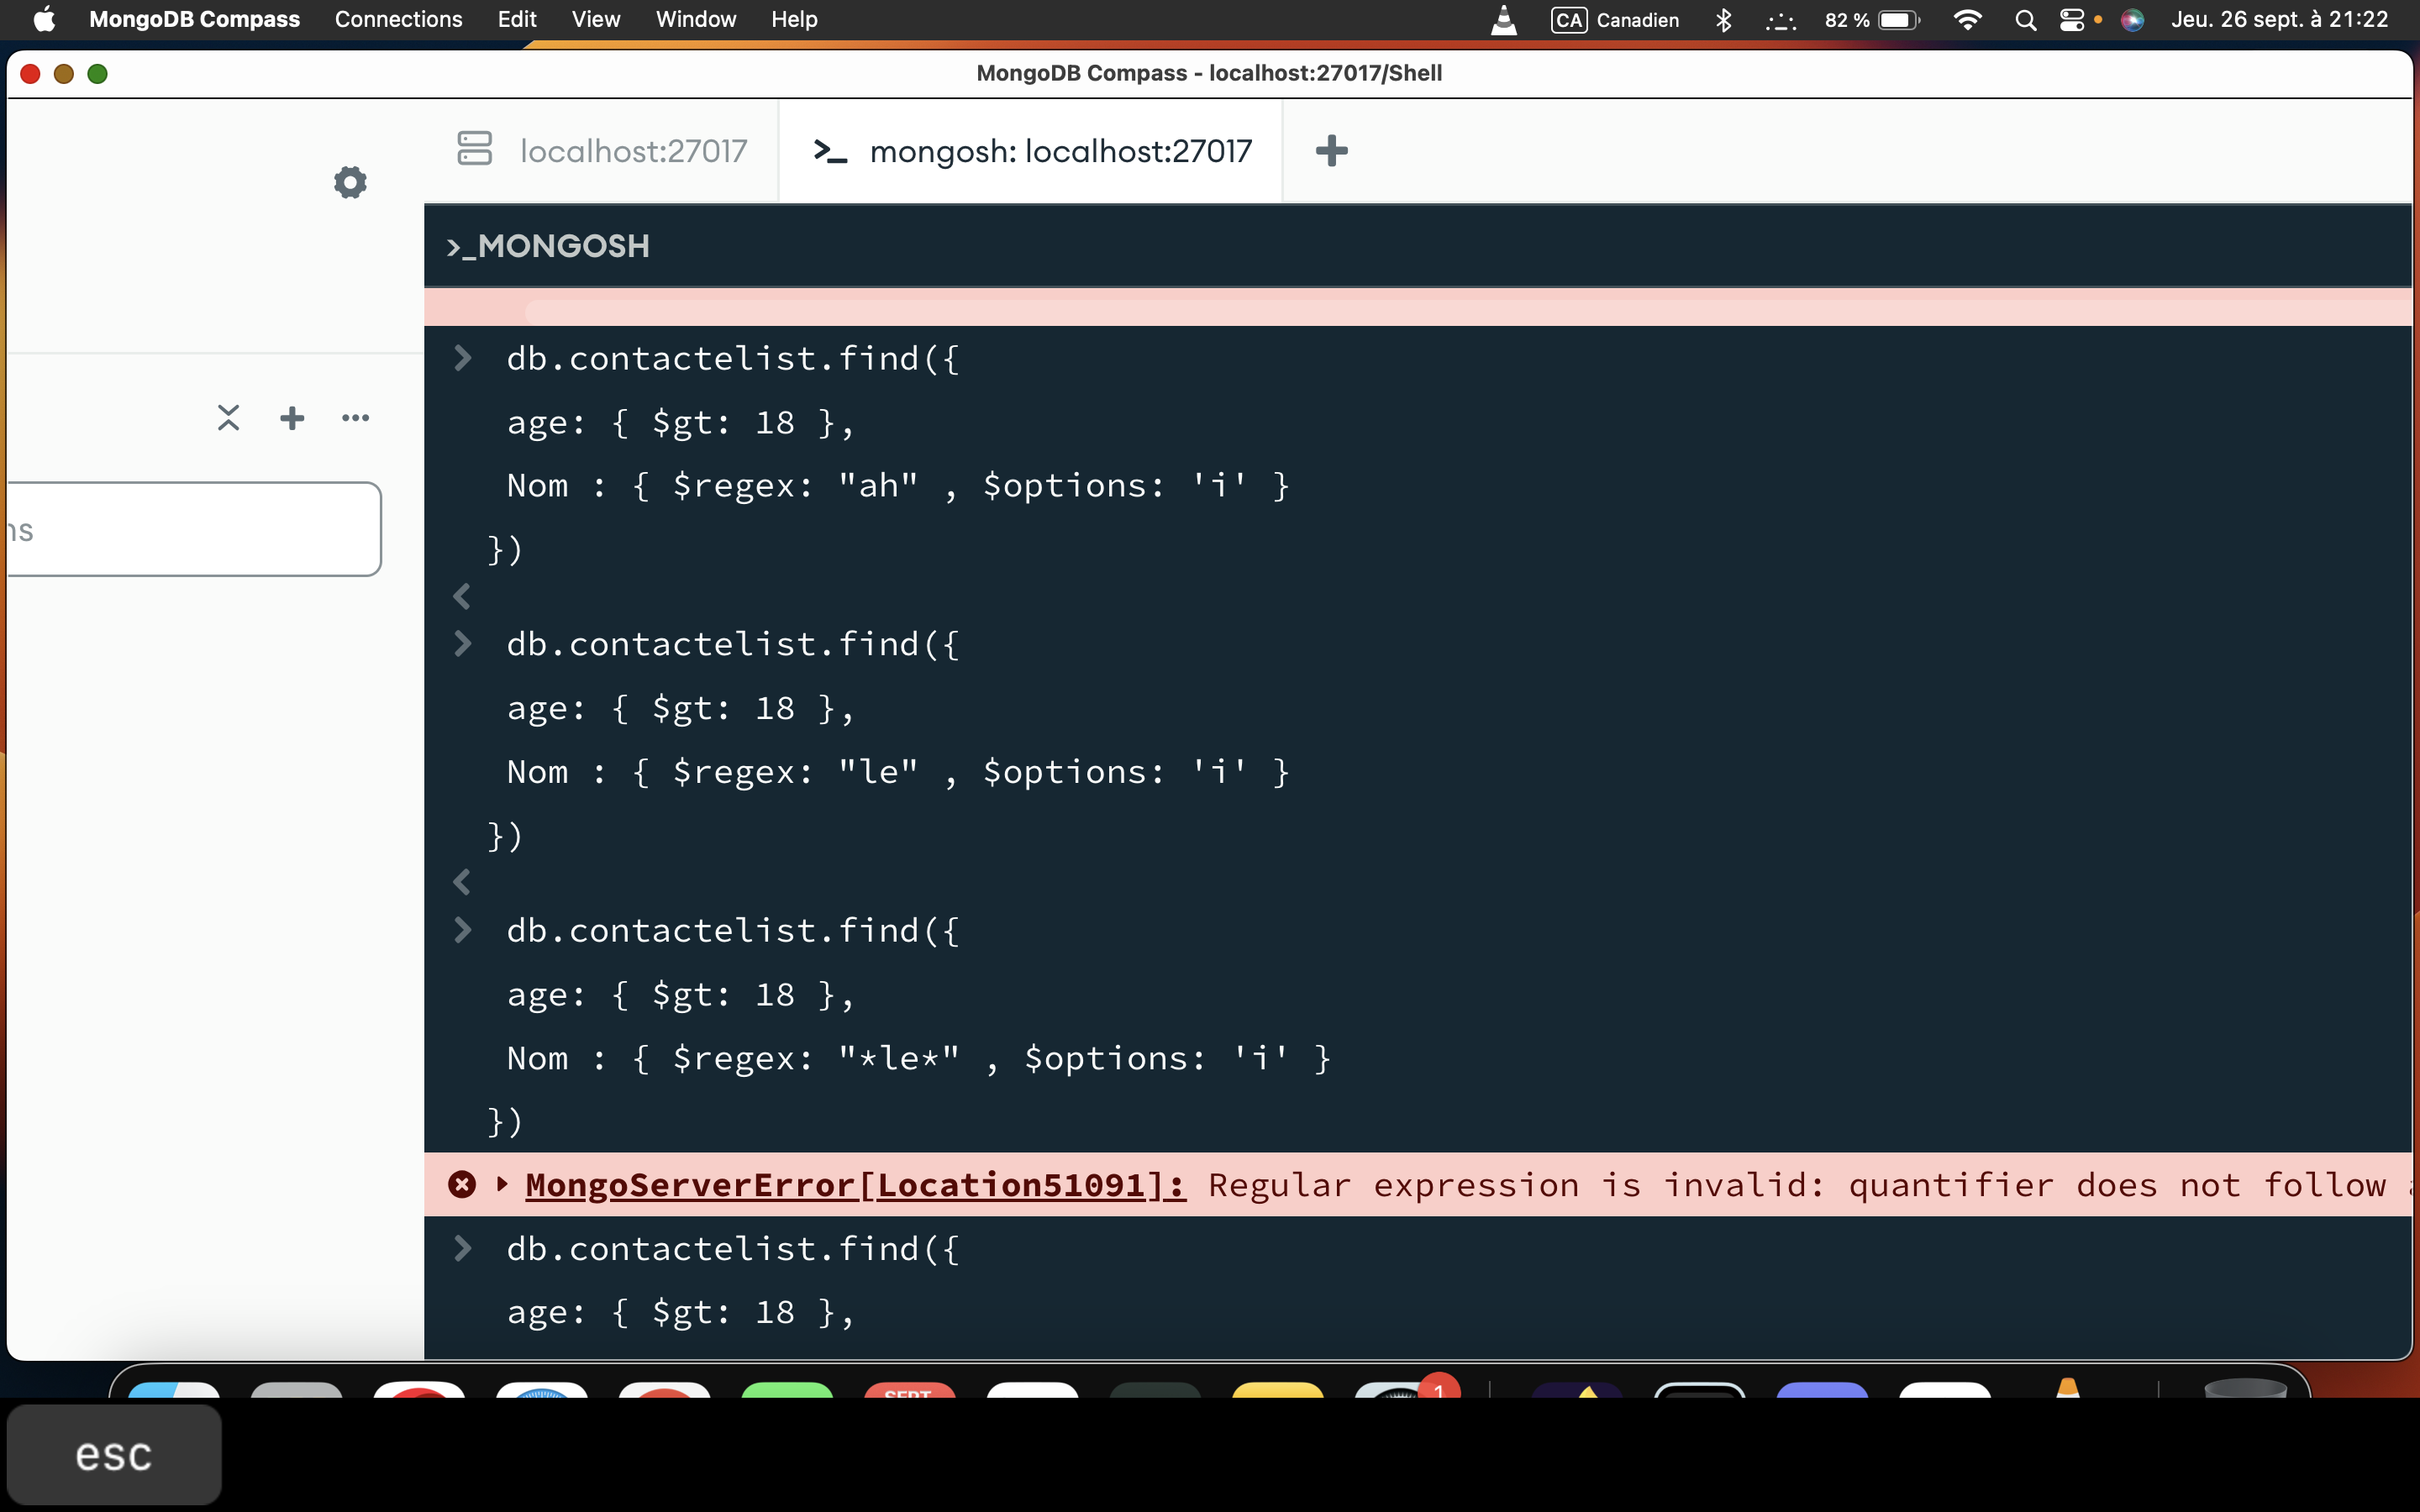 MongoDB Compass Connections Edit View Window Help CA Canadien 82 % Jeu. 26 sept. à 21:22
MongoDB Compass - localhost:27017/Shell
localhost:27017 >_ mongosh: localhost:27017 +
>_MONGOSH
> db.contactelist.find({
age: { $gt: 18 },
Nom : { $regex: "ah" , $options: 'i' }
})
<
ns
> db.contactelist.find({
age: { $gt: 18 },
Nom : { $regex: "le" , $options: 'i' }
})
<
> db.contactelist.find({
age: { $gt: 18 },
Nom : { $regex: "*le*" , $options: 'i' }
})
MongoServerError[Location51091]: Regular expression is invalid: quantifier does not follow
> db.contactelist.find({
age: { $gt: 18 },
SEPT
1
esc